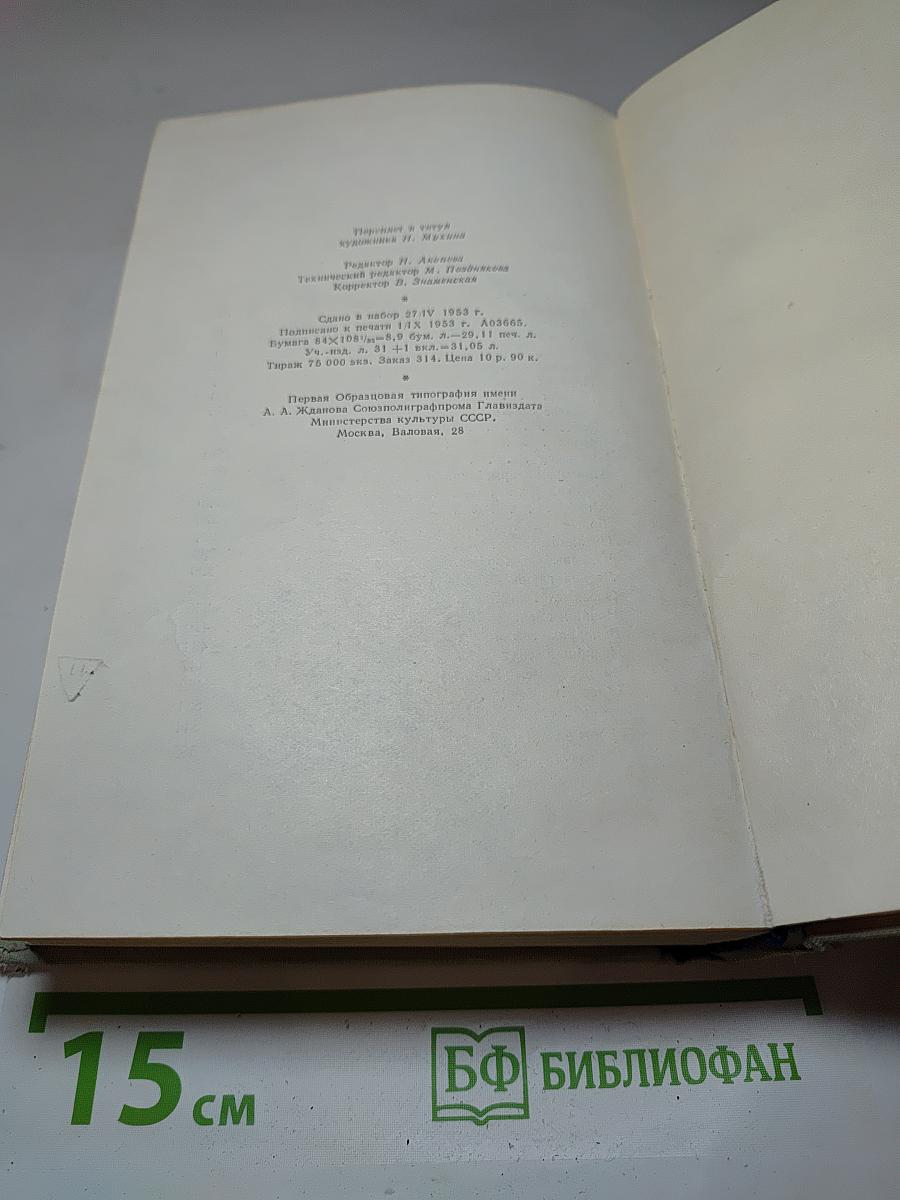 Переплет и титул
художника Н. Мухина
Редактор Н. Акопова
Технический редактор М. Позднякова
Корректор В. Знаменская
*
Сдано в набор 27/IV 1953 г.
Подписано к печати 1/IX 1953 г. А03665.
Бумага 84×108¹/₃₂=8,9 бум. л.—29,11 печ. л.
Уч.-изд. л. 31 +1 вкл.=31,05 л.
Тираж 75 000 экз. Заказ 314. Цена 10 р. 90 к.
*
Первая Образцовая типография имени
А. А. Жданова Союзполиграфпрома Главиздата
Министерства культуры СССР.
Москва, Валовая, 28
15 см
БФ БИБЛИОФАН